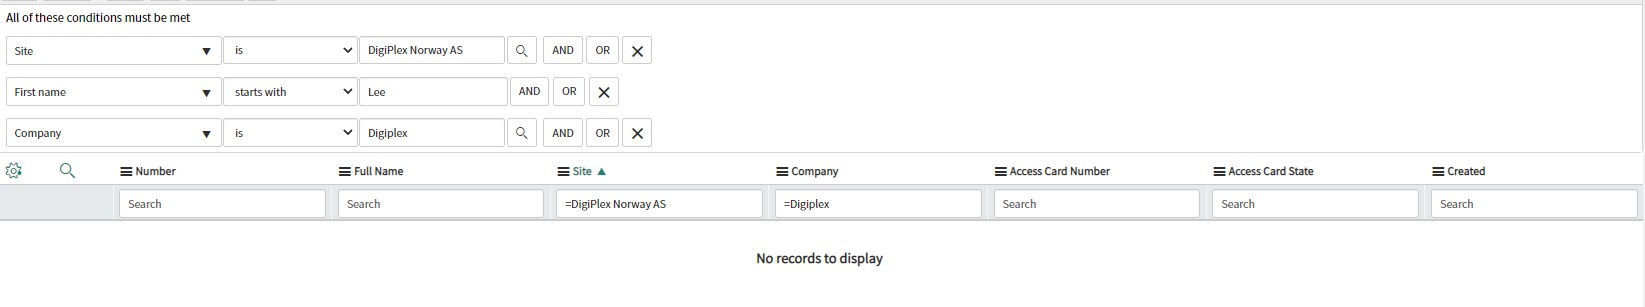 All of these conditions must be met
Site is DigiPlex Norway AS AND OR
First name starts with Lee AND OR
Company is Digiplex AND OR
Number Full Name Site Company Access Card Number Access Card State Created
Search Search =DigiPlex Norway AS =Digiplex Search Search Search
No records to display